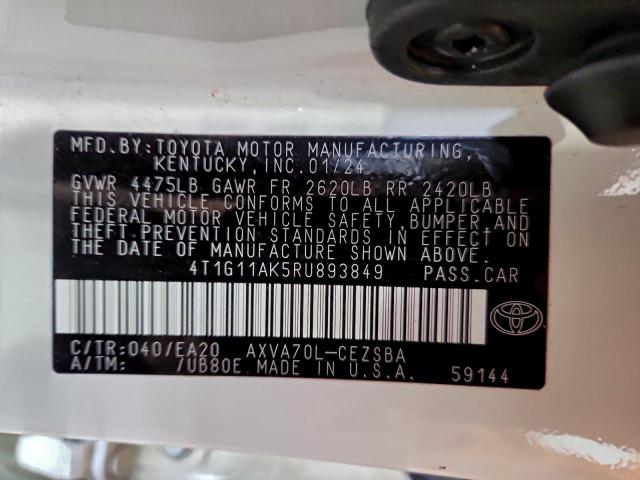 MFD. BY: TOYOTA MOTOR MANUFACTURING,
KENTUCKY, INC. 01/24
GVWR 4475LB GAWR FR 2620LB RR 2420LB
THIS VEHICLE CONFORMS TO ALL APPLICABLE
FEDERAL MOTOR VEHICLE SAFETY, BUMPER, AND
THEFT PREVENTION STANDARDS IN EFFECT ON
THE DATE OF MANUFACTURE SHOWN ABOVE.
4T1G11AK5RU893849 PASS.CAR
C/TR: 040/EA20 AXVA70L-CEZSBA
A/TM: /UB80E MADE IN U.S.A. 59144